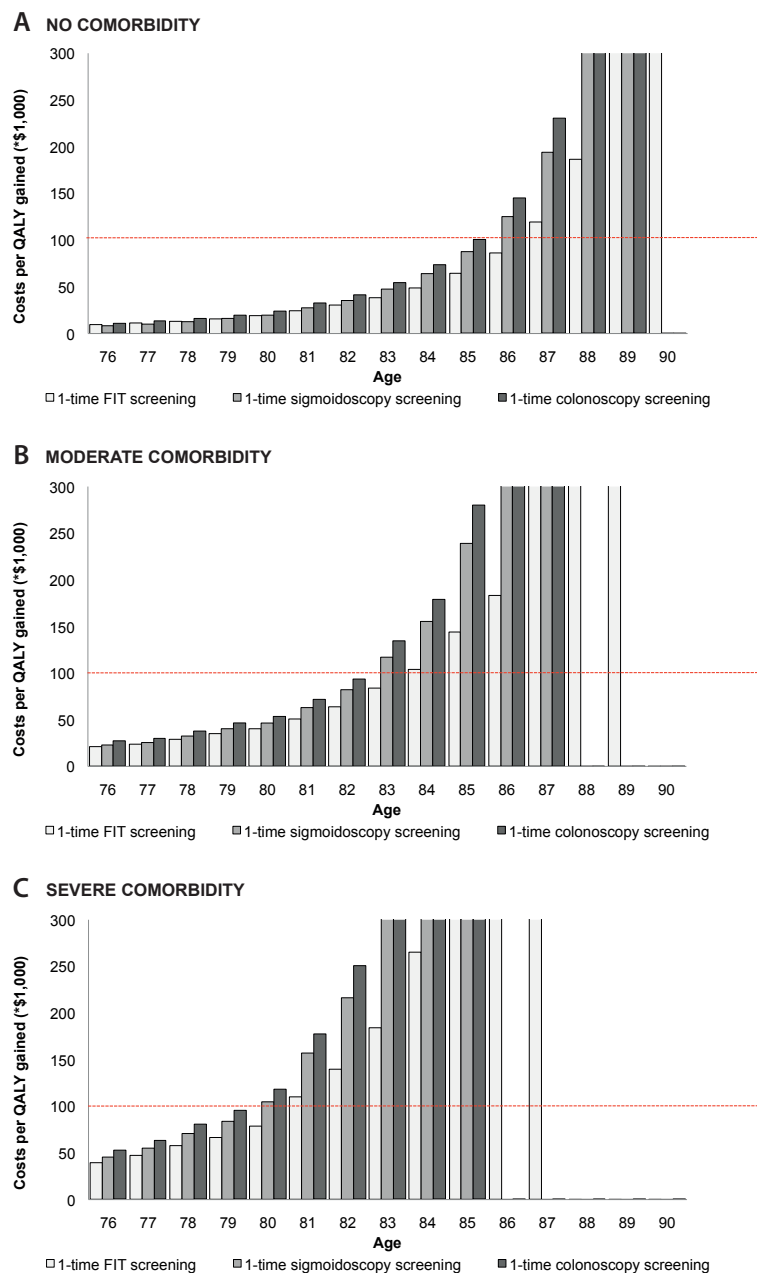 A NO COMORBIDITY
Costs per QALY gained (*$1,000)
300
250
200
150
100
50
0
76 77 78 79 80 81 82 83 84 85 86 87 88 89 90
Age
1-time FIT screening 1-time sigmoidoscopy screening 1-time colonoscopy screening
B MODERATE COMORBIDITY
Costs per QALY gained (*$1,000)
300
250
200
150
100
50
0
76 77 78 79 80 81 82 83 84 85 86 87 88 89 90
Age
1-time FIT screening 1-time sigmoidoscopy screening 1-time colonoscopy screening
C SEVERE COMORBIDITY
Costs per QALY gained (*$1,000)
300
250
200
150
100
50
0
76 77 78 79 80 81 82 83 84 85 86 87 88 89 90
Age
1-time FIT screening 1-time sigmoidoscopy screening 1-time colonoscopy screening